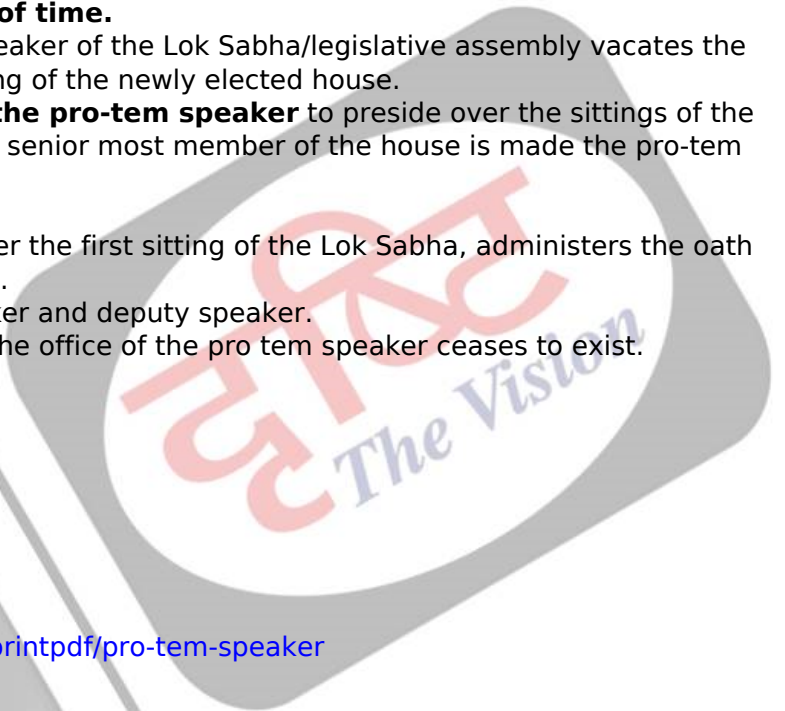 of time.
eaker of the Lok Sabha/legislative assembly vacates the
ng of the newly elected house.
the pro-tem speaker to preside over the sittings of the
senior most member of the house is made the pro-tem
er the first sitting of the Lok Sabha, administers the oath
.
ker and deputy speaker.
he office of the pro tem speaker ceases to exist.
दृष्टि
The Vision
printpdf/pro-tem-speaker